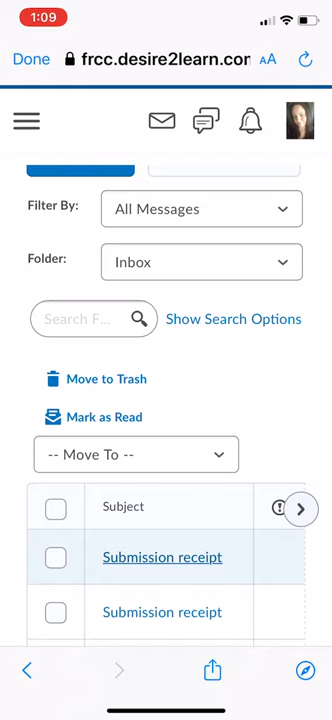 1:09
Done frcc.desire2learn.cor AA
Filter By: All Messages
Folder: Inbox
Search F... Show Search Options
Move to Trash
Mark as Read
-- Move To --
Subject
Submission receipt
Submission receipt